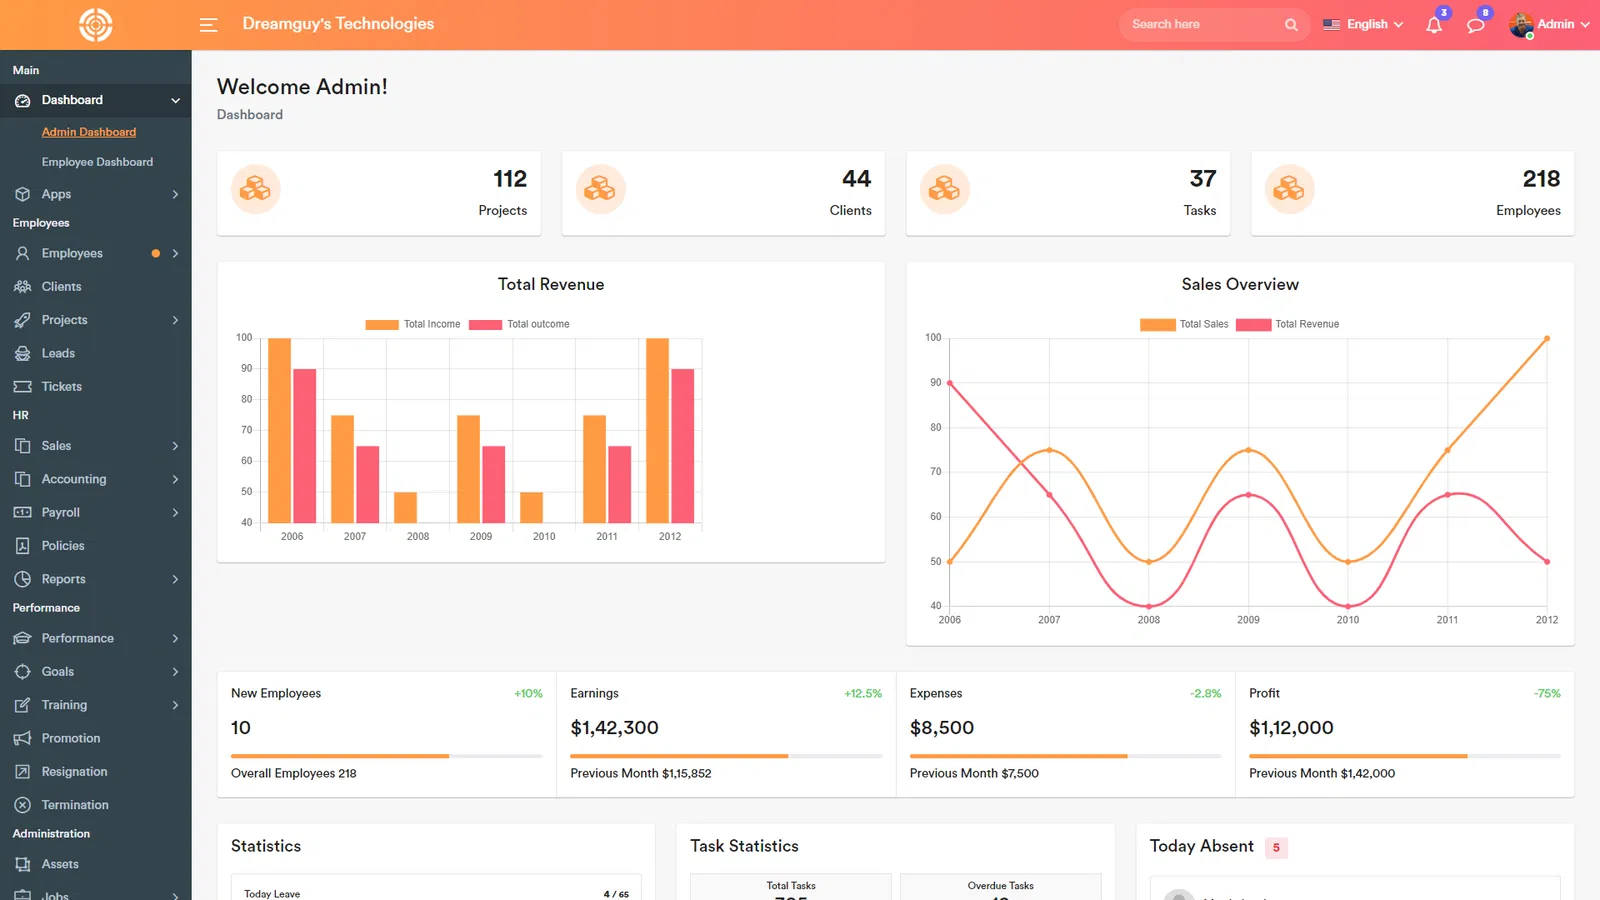 Dreamguy's Technologies
Search here
English
3
8
Admin
Main
Dashboard
Admin Dashboard
Employee Dashboard
Apps
Employees
Employees
Clients
Projects
Leads
Tickets
HR
Sales
Accounting
Payroll
Policies
Reports
Performance
Performance
Goals
Training
Promotion
Resignation
Termination
Administration
Assets
Jobs
Welcome Admin!
Dashboard
112
Projects
44
Clients
37
Tasks
218
Employees
Total Revenue
Total Income Total outcome
100
90
80
70
60
50
40
2006 2007 2008 2009 2010 2011 2012
Sales Overview
Total Sales Total Revenue
100
90
80
70
60
50
40
2006 2007 2008 2009 2010 2011 2012
New Employees +10%
10
Overall Employees 218
Earnings +12.5%
$1,42,300
Previous Month $1,15,852
Expenses -2.8%
$8,500
Previous Month $7,500
Profit -75%
$1,12,000
Previous Month $1,42,000
Statistics
Today Leave 4 / 65
Task Statistics
Total Tasks
Overdue Tasks
Today Absent 5